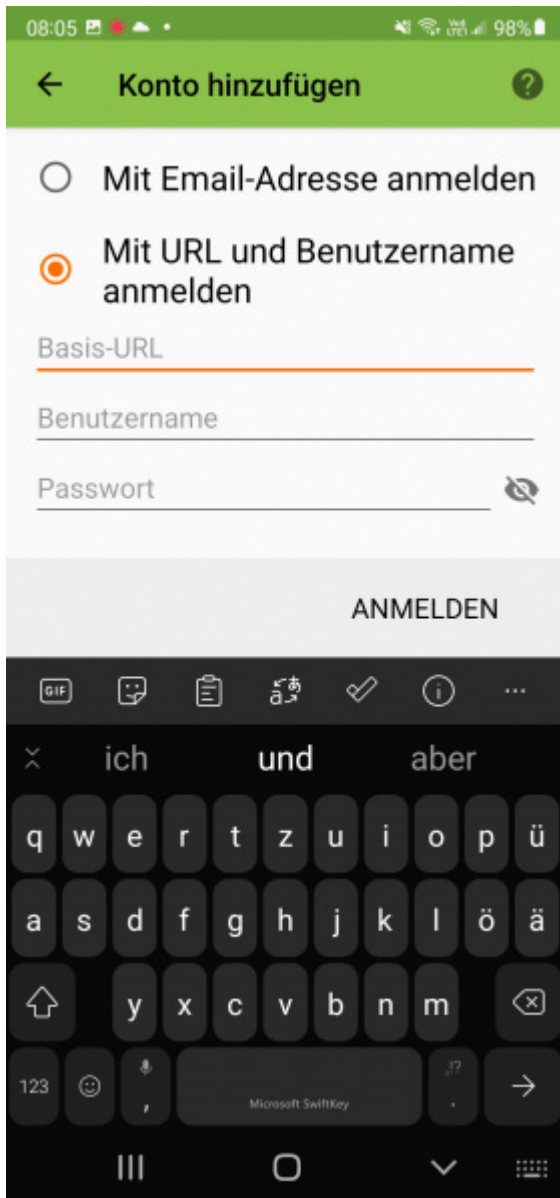 08:05 98%
Konto hinzufügen
Mit Email-Adresse anmelden
Mit URL und Benutzername
anmelden
Basis-URL
Benutzername
Passwort
ANMELDEN
GIF
ich und aber
q w e r t z u i o p ü
a s d f g h j k l ö ä
y x c v b n m
123 , Microsoft SwiftKey ,!? .